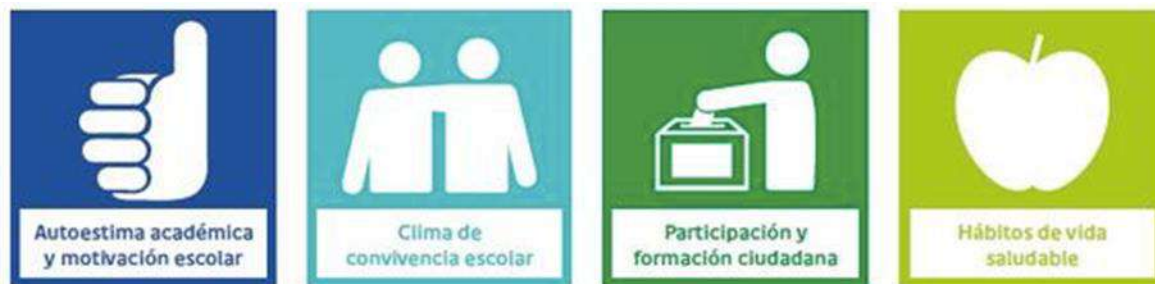 Autoestima académica
y motivación escolar
Clima de
convivencia escolar
Participación y
formación ciudadana
Hábitos de vida
saludable